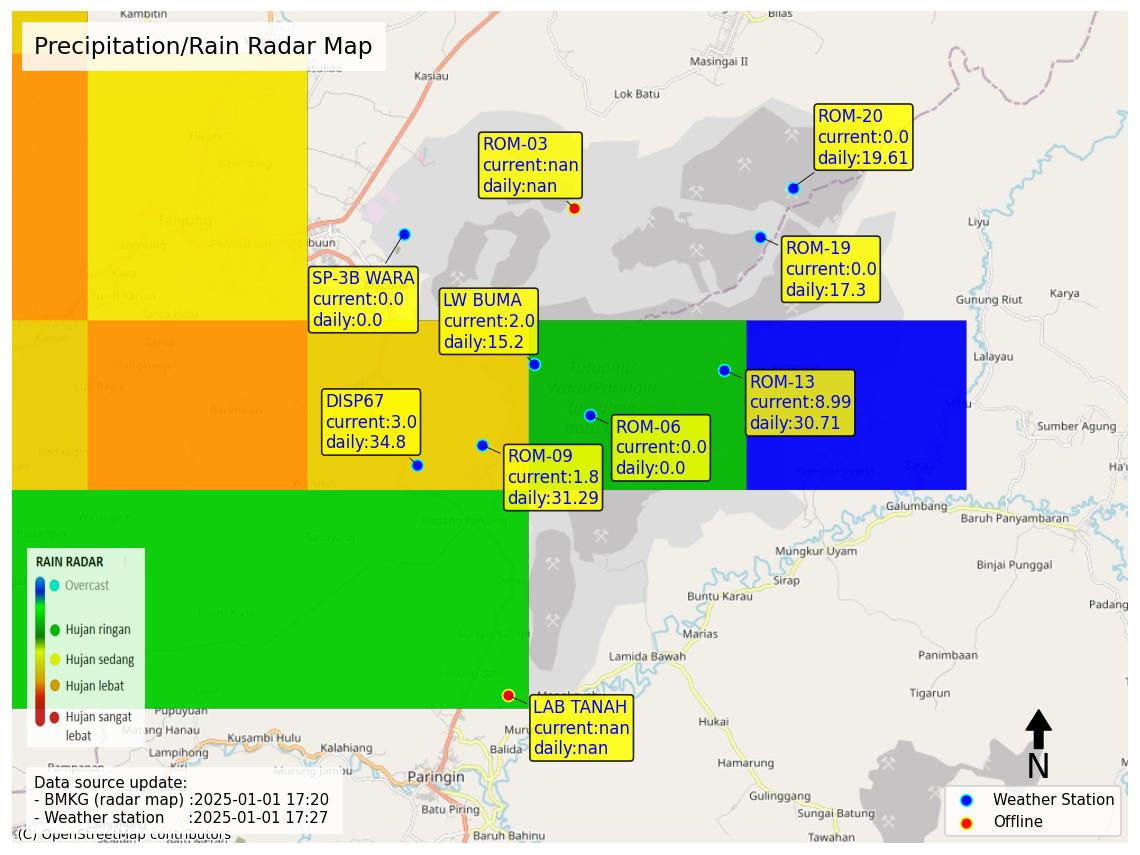 Kambitin
Bilas
Precipitation/Rain Radar Map
Kasiau
Masingai II
Lok Batu
ROM-20
current:0.0
daily:19.61
ROM-03
current:nan
daily:nan
Tanjung
Mabuun
Liyu
SP-3B WARA
current:0.0
daily:0.0
ROM-19
current:0.0
daily:17.3
LW BUMA
current:2.0
daily:15.2
Gunung Riut
Karya
Lalayau
ROM-13
current:8.99
daily:30.71
DISP67
current:3.0
daily:34.8
ROM-06
current:0.0
daily:0.0
Sumber Agung
ROM-09
current:1.8
daily:31.29
Galumbang
Baruh Panyambaran
Padang Panjang
Mungkur Uyam
Binjai Punggal
Sirap
Buntu Karau
Padang
Marias
Panimbaan
Lamida Bawah
Tigarun
RAIN RADAR
Overcast
Hujan ringan
Hujan sedang
Hujan lebat
Hujan sangat
lebat
LAB TANAH
current:nan
daily:nan
Pupuyuan
Matang Hanau
Hukai
Kusambi Hulu
Kalahiang
Lampihong
Balida
Murung Jambu
Paringin
Hamarung
N
Data source update:
- BMKG (radar map) :2025-01-01 17:20
- Weather station :2025-01-01 17:27
Batu Piring
Gulinggang
Sungai Batung
Weather Station
Offline
(C) OpenStreetMap contributors
Baruh Bahinu
Tawahan